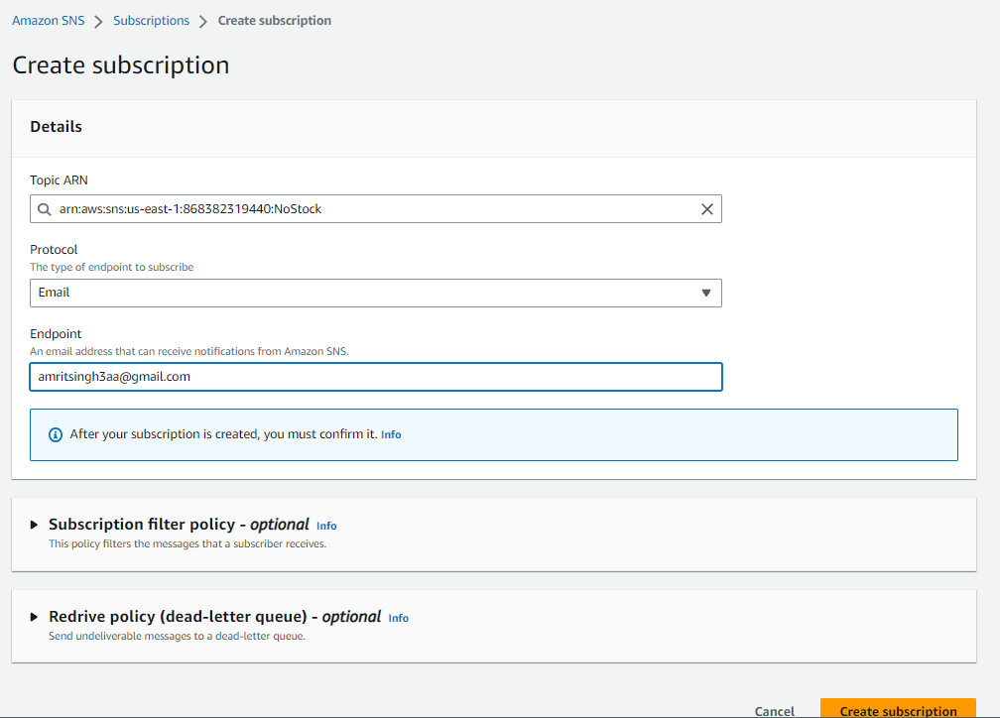 Amazon SNS > Subscriptions > Create subscription
Create subscription
Details
Topic ARN
arn:aws:sns:us-east-1:868382319440:NoStock
Protocol
The type of endpoint to subscribe
Email
Endpoint
An email address that can receive notifications from Amazon SNS.
amritsingh3aa@gmail.com
After your subscription is created, you must confirm it. Info
Subscription filter policy - optional Info
This policy filters the messages that a subscriber receives.
Redrive policy (dead-letter queue) - optional Info
Send undeliverable messages to a dead-letter queue.
Cancel Create subscription